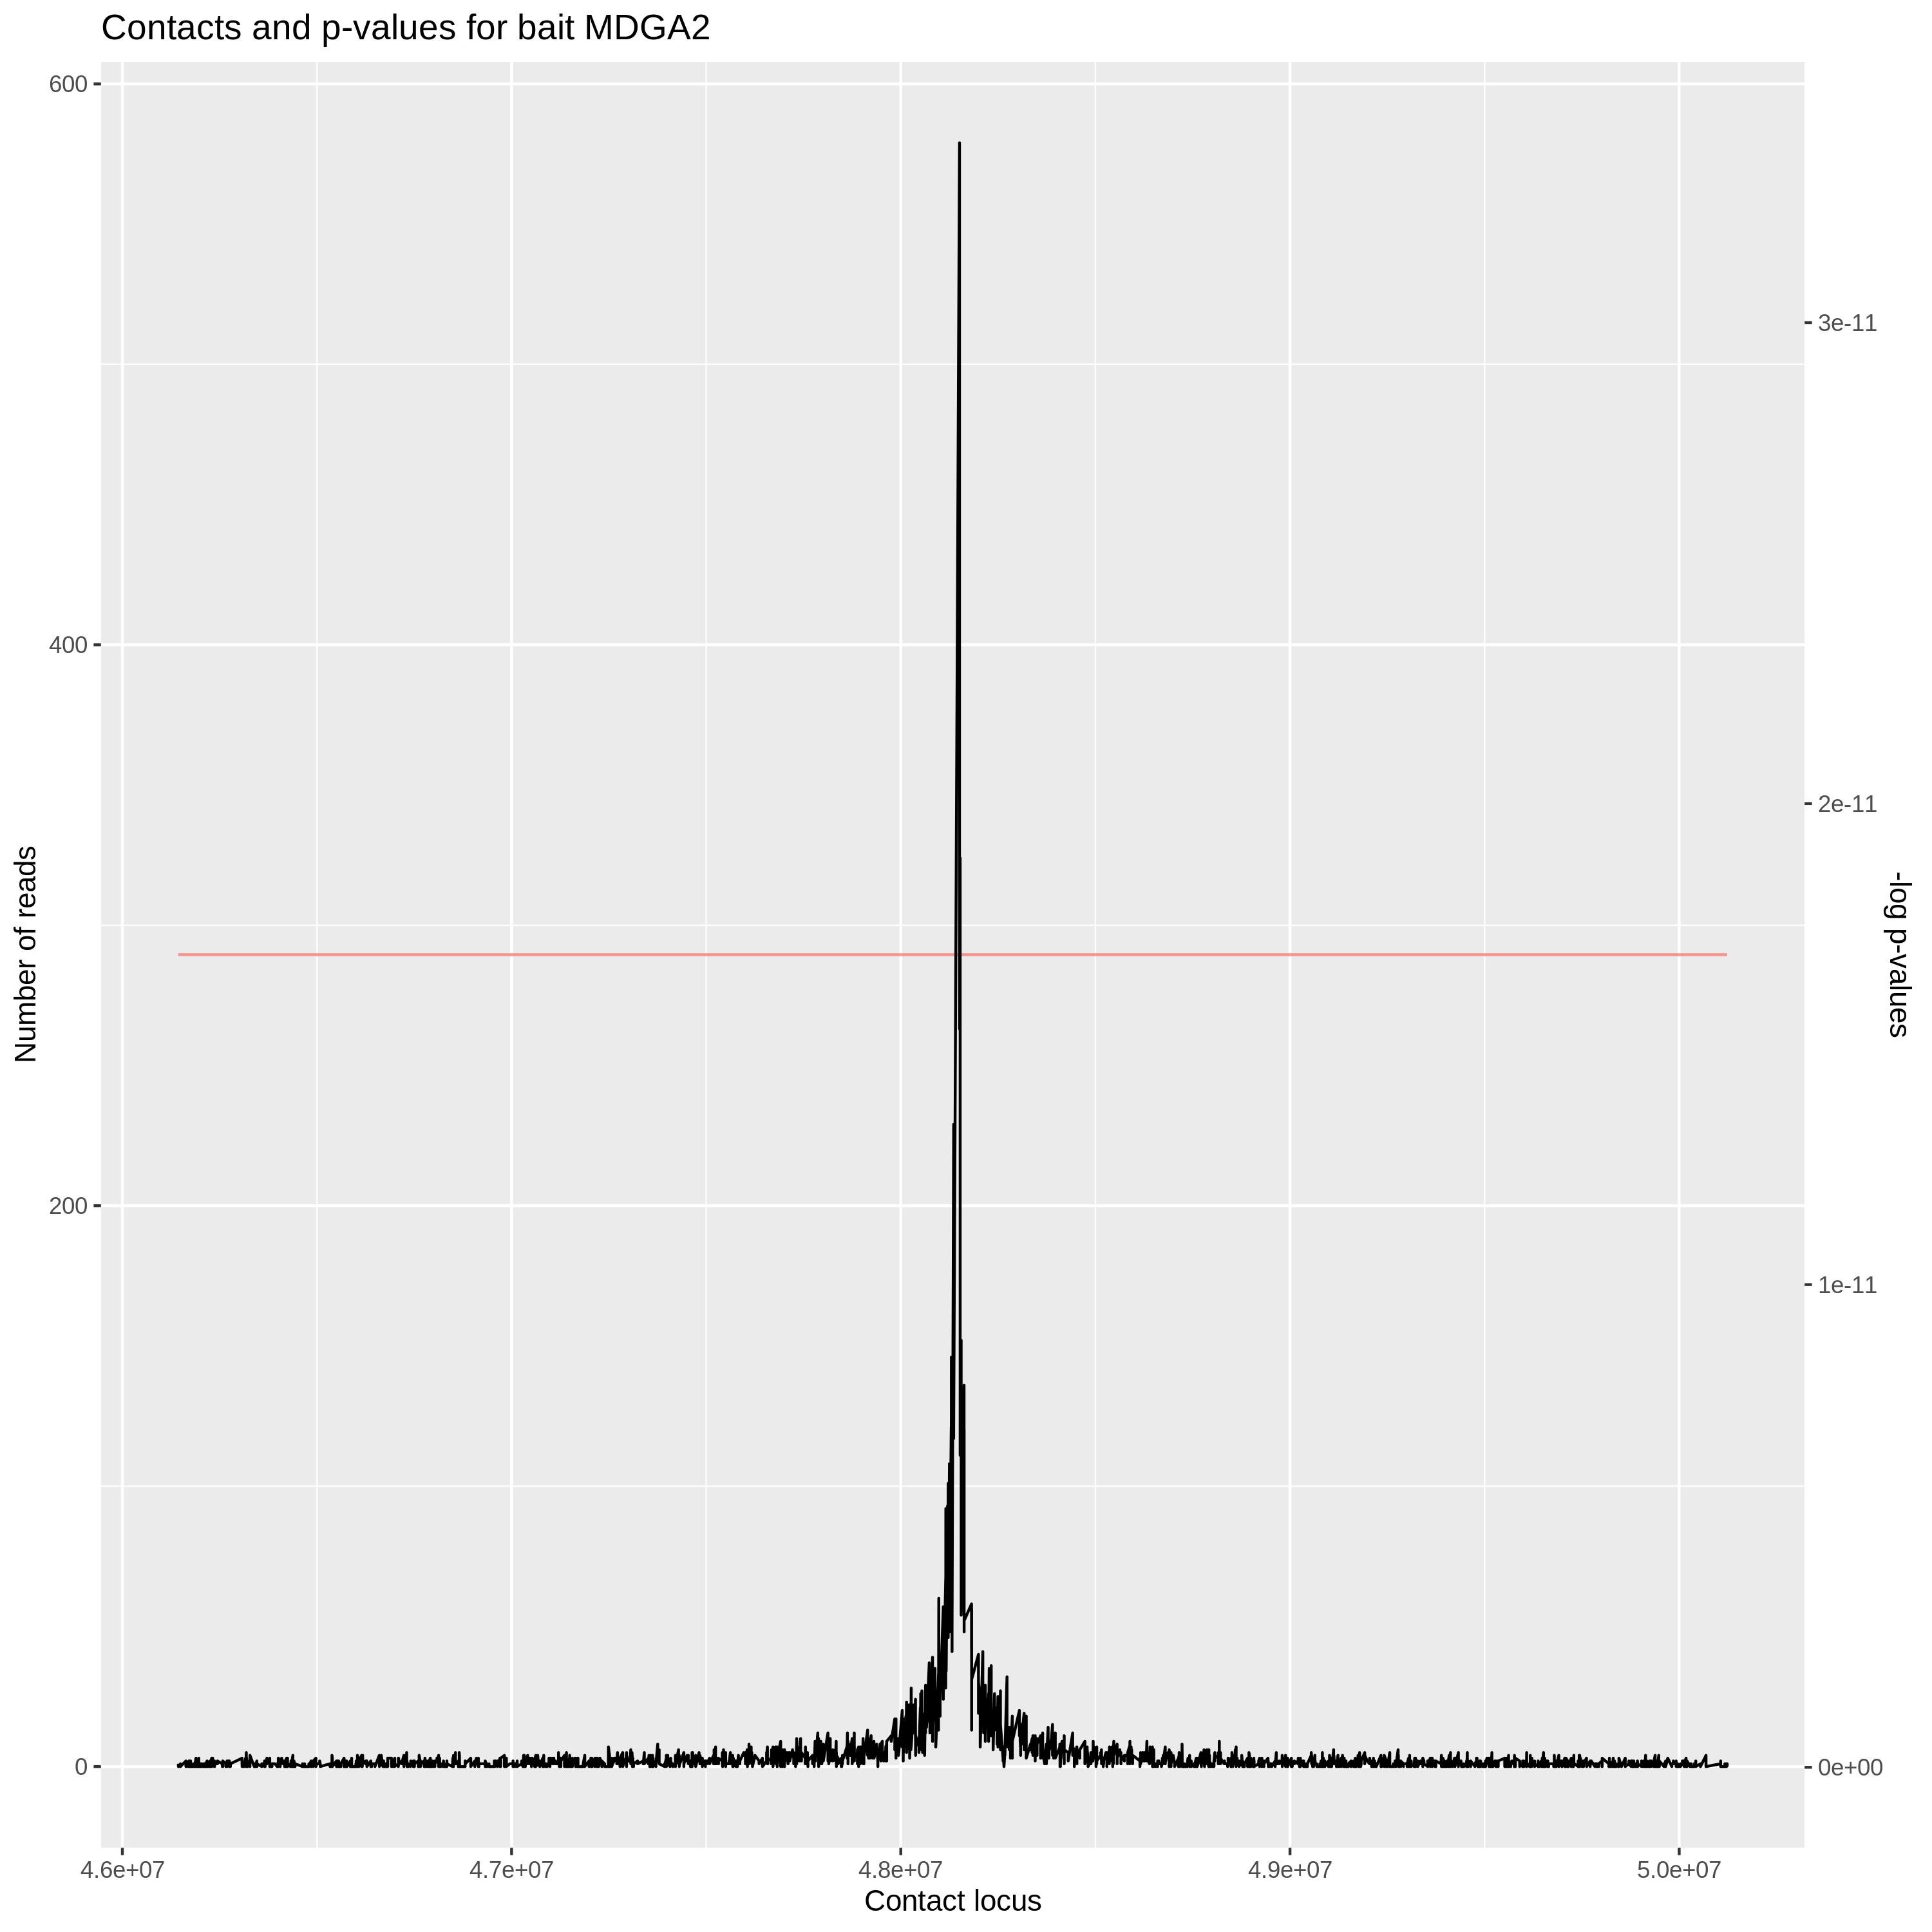 Contacts and p-values for bait MDGA2
600
400
200
0
Number of reads
3e-11
2e-11
1e-11
0e+00
-log p-values
4.6e+07
4.7e+07
4.8e+07
4.9e+07
5.0e+07
Contact locus